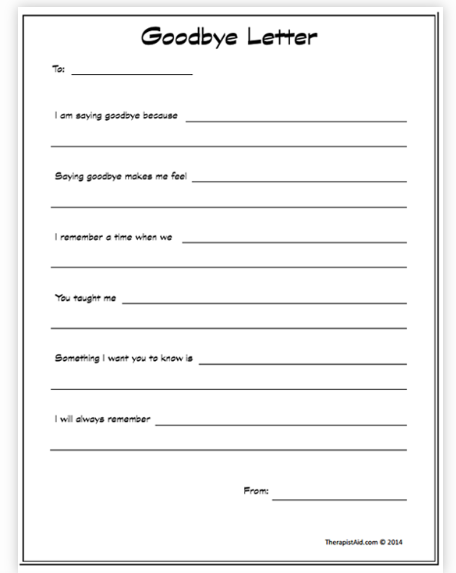 Goodbye Letter
To:
I am saying goodbye because
Saying goodbye makes me feel
I remember a time when we
You taught me
Something I want you to know is
I will always remember
From:
TherapistAid.com © 2014